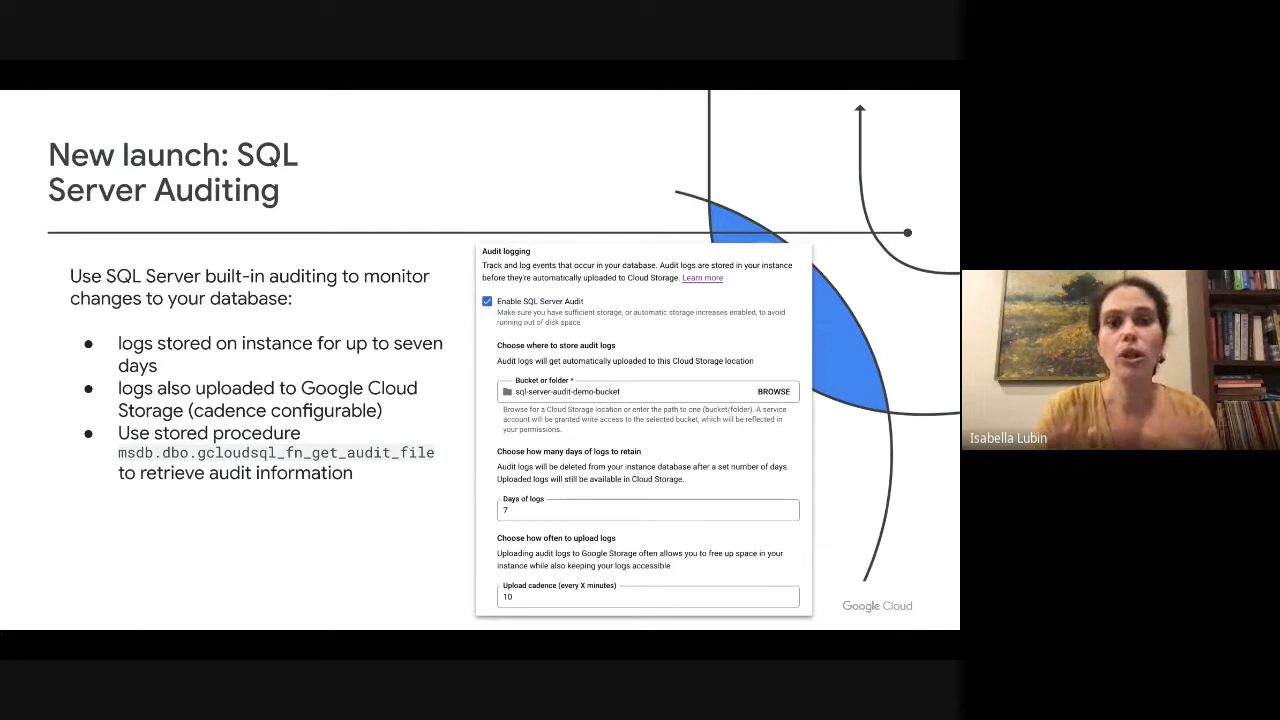 New launch: SQL
Server Auditing
Use SQL Server built-in auditing to monitor
changes to your database:
● logs stored on instance for up to seven
days
● logs also uploaded to Google Cloud
Storage (cadence configurable)
● Use stored procedure
msdb.dbo.gcloudsql_fn_get_audit_file
to retrieve audit information
Audit logging
Track and log events that occur in your database. Audit logs are stored in your instance
before they're automatically uploaded to Cloud Storage. Learn more
Enable SQL Server Audit
Make sure you have sufficient storage, or automatic storage increases enabled, to avoid
running out of disk space
Choose where to store audit logs
Audit logs will get automatically uploaded to this Cloud Storage location
Bucket or folder *
sql-server-audit-demo-bucket BROWSE
Browse for a Cloud Storage location or enter the path to one (bucket/folder). A service
account will be granted write access to the selected bucket, which will be reflected in
your permissions.
Choose how many days of logs to retain
Audit logs will be deleted from your instance database after a set number of days.
Uploaded logs will still be available in Cloud Storage.
Days of logs
7
Choose how often to upload logs
Uploading audit logs to Google Storage often allows you to free up space in your
instance while also keeping your logs accessible
Upload cadence (every X minutes)
10
Google Cloud
Isabella Lubin